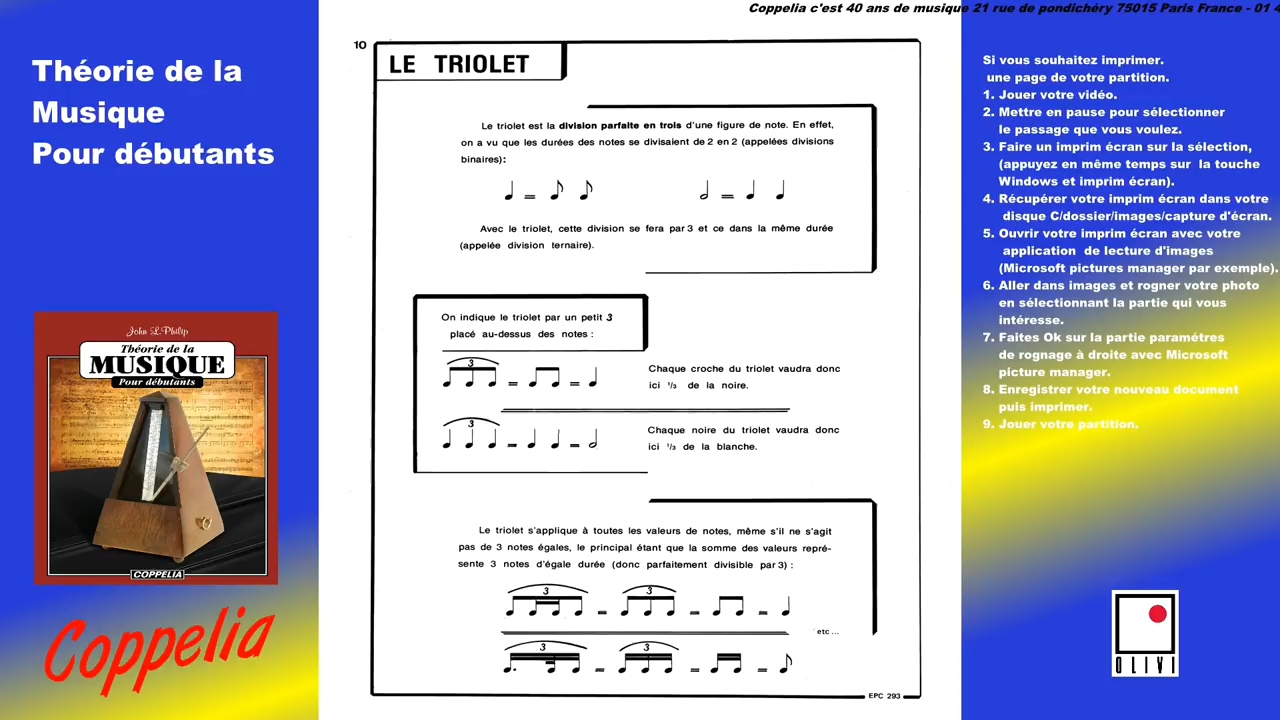 Coppelia c'est 40 ans de musique 21 rue de pondichéry 75015 Paris France - 01 4
Théorie de la
Musique
Pour débutants
John L. Philip
Théorie de la
MUSIQUE
Pour débutants
COPPELIA
Coppelia
10
LE TRIOLET
Le triolet est la division parfaite en trois d'une figure de note. En effet,
on a vu que les durées des notes se divisaient de 2 en 2 (appelées divisions
binaires):
Avec le triolet, cette division se fera par 3 et ce dans la même durée
(appelée division ternaire).
On indique le triolet par un petit 3
placé au-dessus des notes :
3
Chaque croche du triolet vaudra donc
ici 1/3 de la noire.
3
Chaque noire du triolet vaudra donc
ici 1/3 de la blanche.
Le triolet s'applique à toutes les valeurs de notes, même s'il ne s'agit
pas de 3 notes égales, le principal étant que la somme des valeurs repré-
sente 3 notes d'égale durée (donc parfaitement divisible par 3) :
3 3
etc ...
3 3
EPC 293
Si vous souhaitez imprimer.
une page de votre partition.
1. Jouer votre vidéo.
2. Mettre en pause pour sélectionner
le passage que vous voulez.
3. Faire un imprim écran sur la sélection,
(appuyez en même temps sur la touche
Windows et imprim écran).
4. Récupérer votre imprim écran dans votre
disque C/dossier/images/capture d'écran.
5. Ouvrir votre imprim écran avec votre
application de lecture d'images
(Microsoft pictures manager par exemple).
6. Aller dans images et rogner votre photo
en sélectionnant la partie qui vous
intéresse.
7. Faites Ok sur la partie paramétres
de rognage à droite avec Microsoft
picture manager.
8. Enregistrer votre nouveau document
puis imprimer.
9. Jouer votre partition.
OLIVI